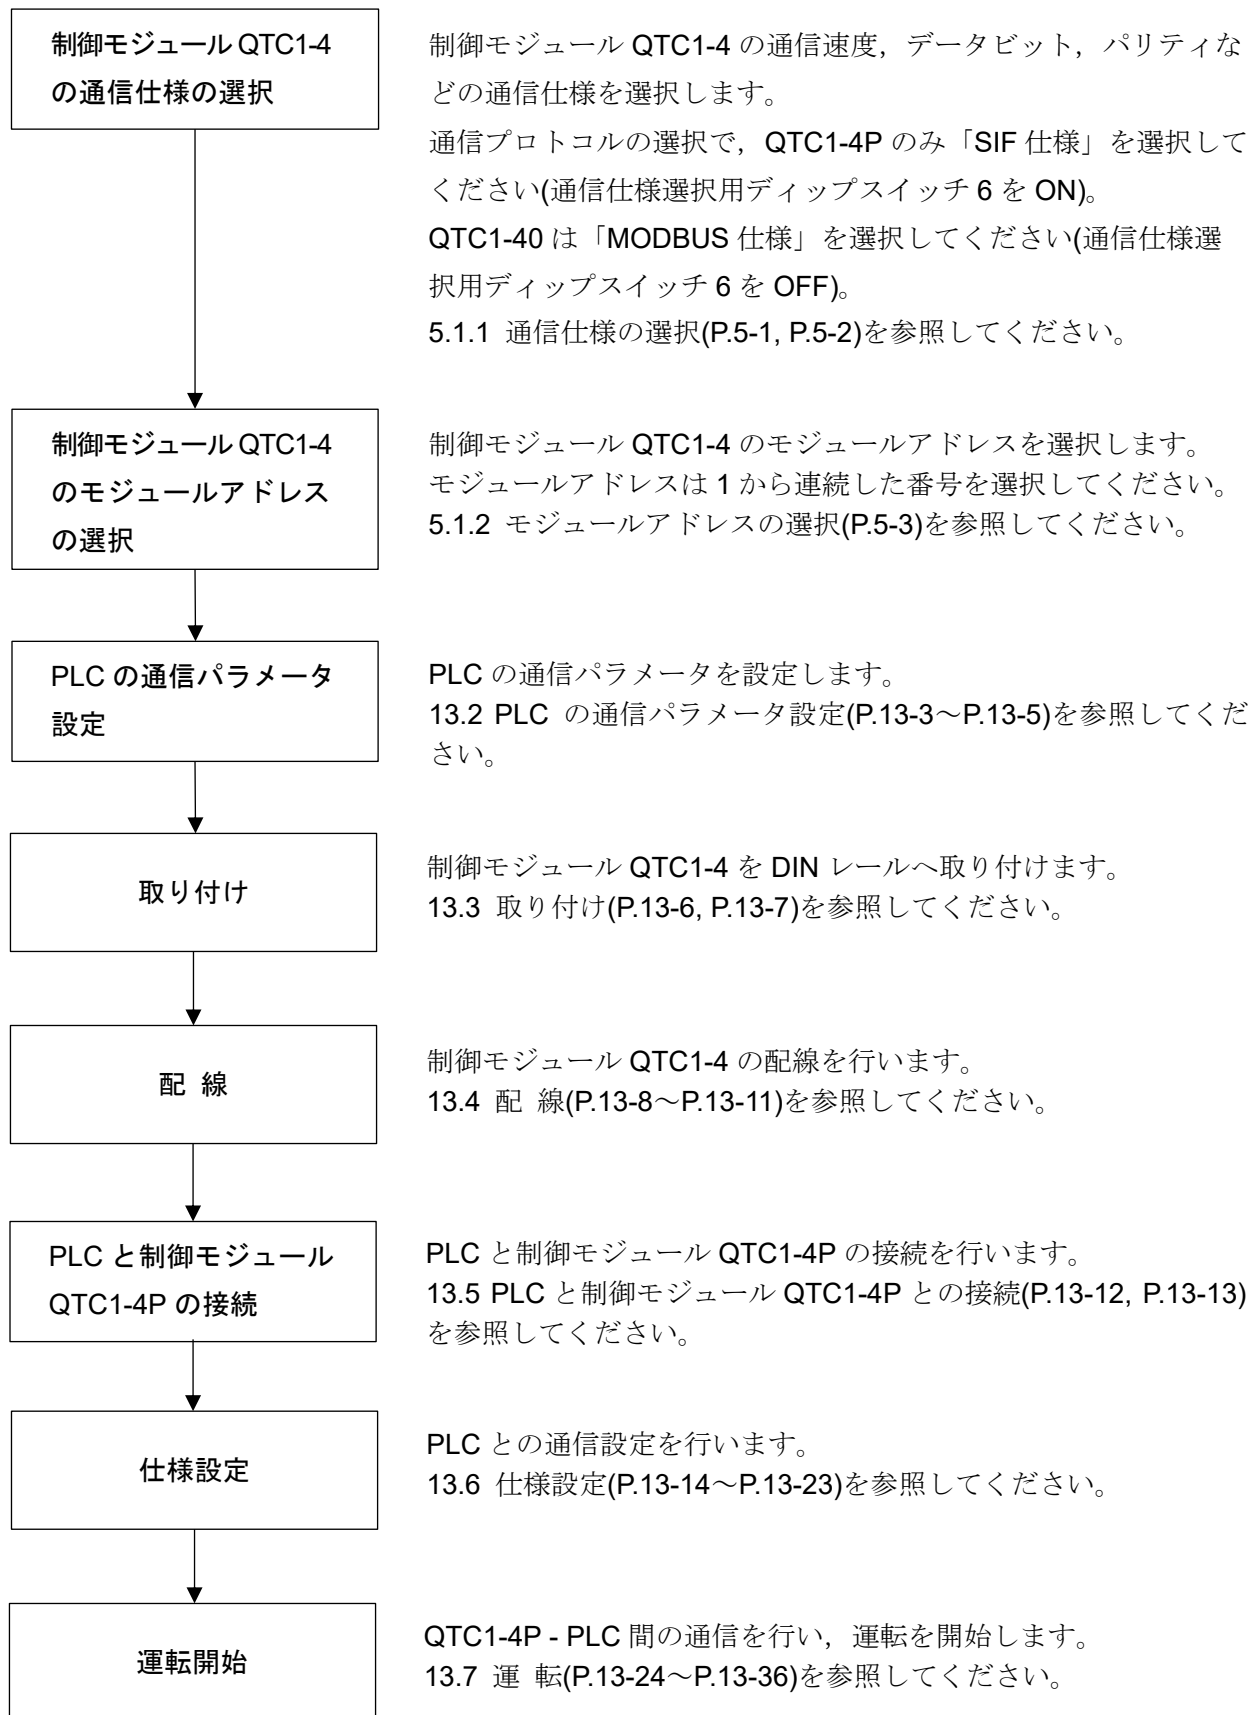 制御モジュール QTC1-4
の通信仕様の選択
制御モジュール QTC1-4 の通信速度，データビット，パリティな
どの通信仕様を選択します。
通信プロトコルの選択で，QTC1-4P のみ「SIF 仕様」を選択して
ください(通信仕様選択用ディップスイッチ 6 を ON)。
QTC1-40 は「MODBUS 仕様」を選択してください(通信仕様選
択用ディップスイッチ 6 を OFF)。
5.1.1 通信仕様の選択(P.5-1, P.5-2)を参照してください。
制御モジュール QTC1-4
のモジュールアドレス
の選択
制御モジュール QTC1-4 のモジュールアドレスを選択します。
モジュールアドレスは 1 から連続した番号を選択してください。
5.1.2 モジュールアドレスの選択(P.5-3)を参照してください。
PLC の通信パラメータ
設定
PLC の通信パラメータを設定します。
13.2 PLC の通信パラメータ設定(P.13-3～P.13-5)を参照してくだ
さい。
取り付け
制御モジュール QTC1-4 を DIN レールへ取り付けます。
13.3 取り付け(P.13-6, P.13-7)を参照してください。
配 線
制御モジュール QTC1-4 の配線を行います。
13.4 配 線(P.13-8～P.13-11)を参照してください。
PLC と制御モジュール
QTC1-4P の接続
PLC と制御モジュール QTC1-4P の接続を行います。
13.5 PLC と制御モジュール QTC1-4P との接続(P.13-12, P.13-13)
を参照してください。
仕様設定
PLC との通信設定を行います。
13.6 仕様設定(P.13-14～P.13-23)を参照してください。
運転開始
QTC1-4P - PLC 間の通信を行い，運転を開始します。
13.7 運 転(P.13-24～P.13-36)を参照してください。